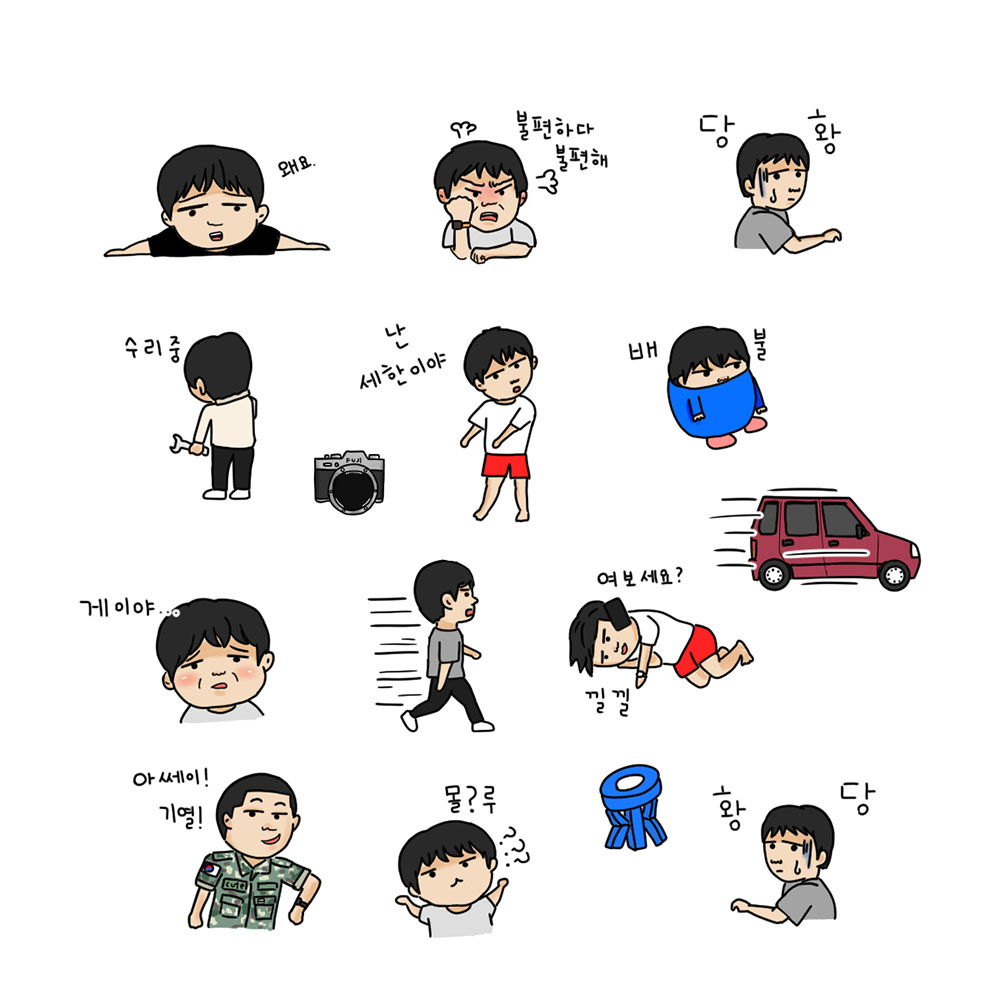 왜요.
불편하다
불편해
당 황
수리중
난
세한이야
배 불
FUJI
게이야...
여보세요?
낄낄
아쎄이!
기열!
cute
몰?루
???
황 당